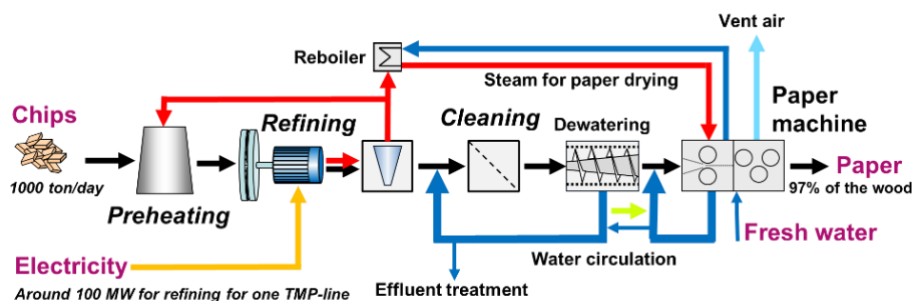 Vent air
Reboiler
Steam for paper drying
Paper
machine
Chips
Refining
Cleaning
Dewatering
1000 ton/day
Preheating
Paper
97% of the wood
Fresh water
Electricity
Water circulation
Around 100 MW for refining for one TMP-line
Effluent treatment